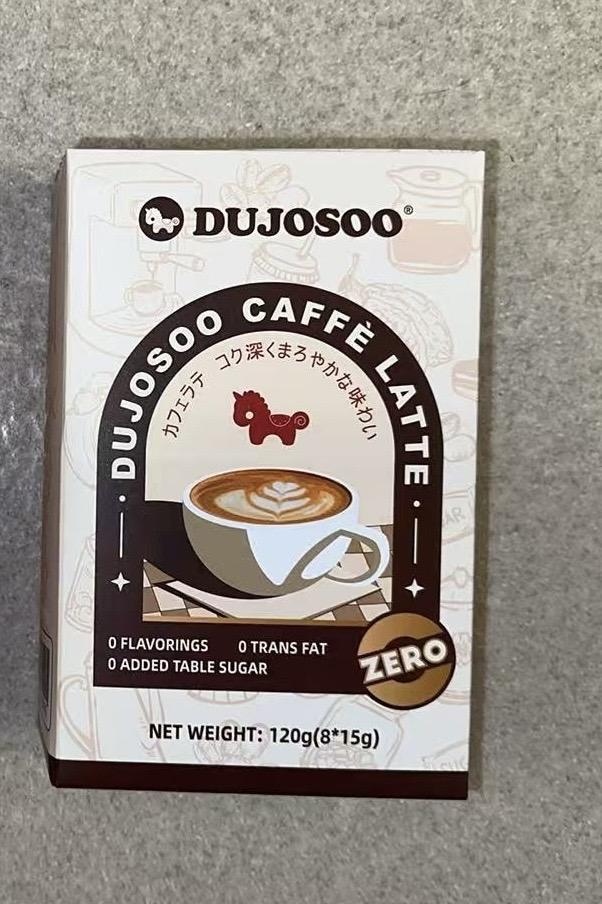 DUJOSOO®
DUJOSOO CAFFÈ LATTE
カフェラテ コク深くまろやかな味わい
0 FLAVORINGS 0 TRANS FAT
0 ADDED TABLE SUGAR
ZERO
NET WEIGHT: 120g(8*15g)